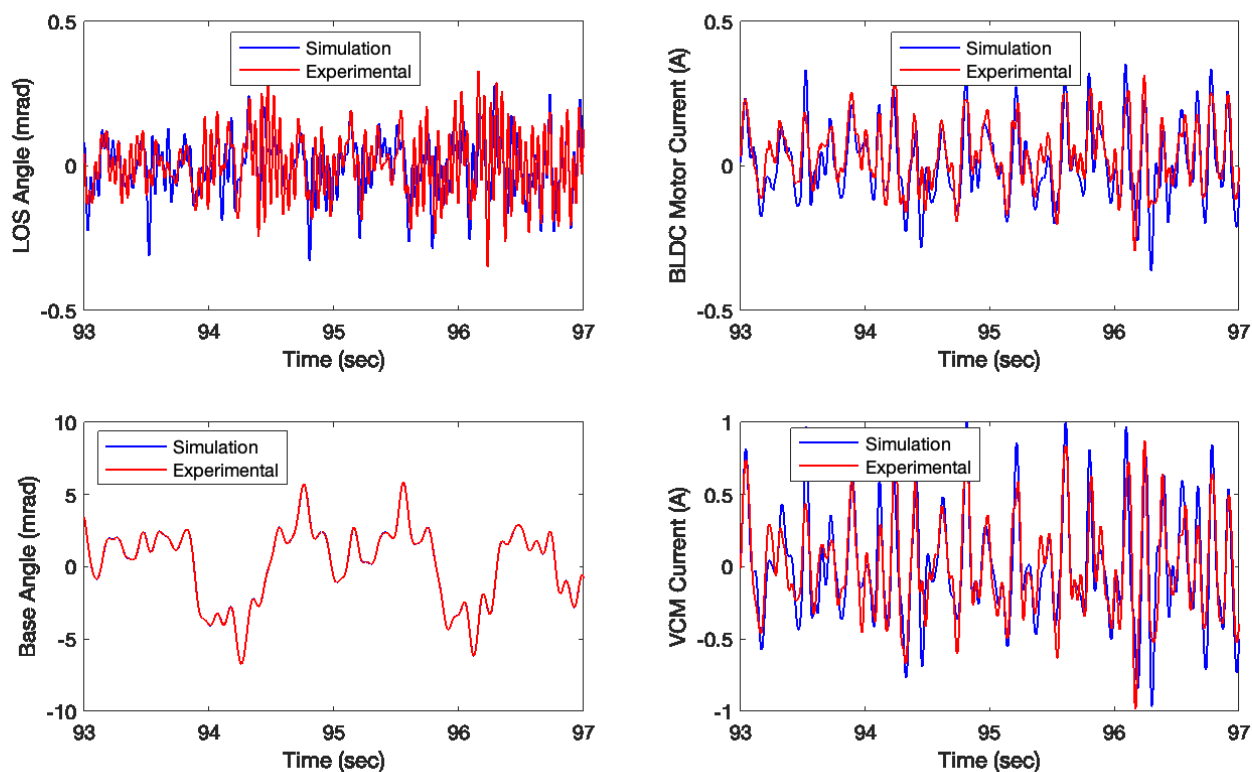 0.5
0
-0.5
LOS Angle (mrad)
Simulation
Experimental
93 94 95 96 97
Time (sec)
0.5
0
-0.5
BLDC Motor Current (A)
Simulation
Experimental
93 94 95 96 97
Time (sec)
10
5
0
-5
-10
Base Angle (mrad)
Simulation
Experimental
93 94 95 96 97
Time (sec)
1
0.5
0
-0.5
-1
VCM Current (A)
Simulation
Experimental
93 94 95 96 97
Time (sec)